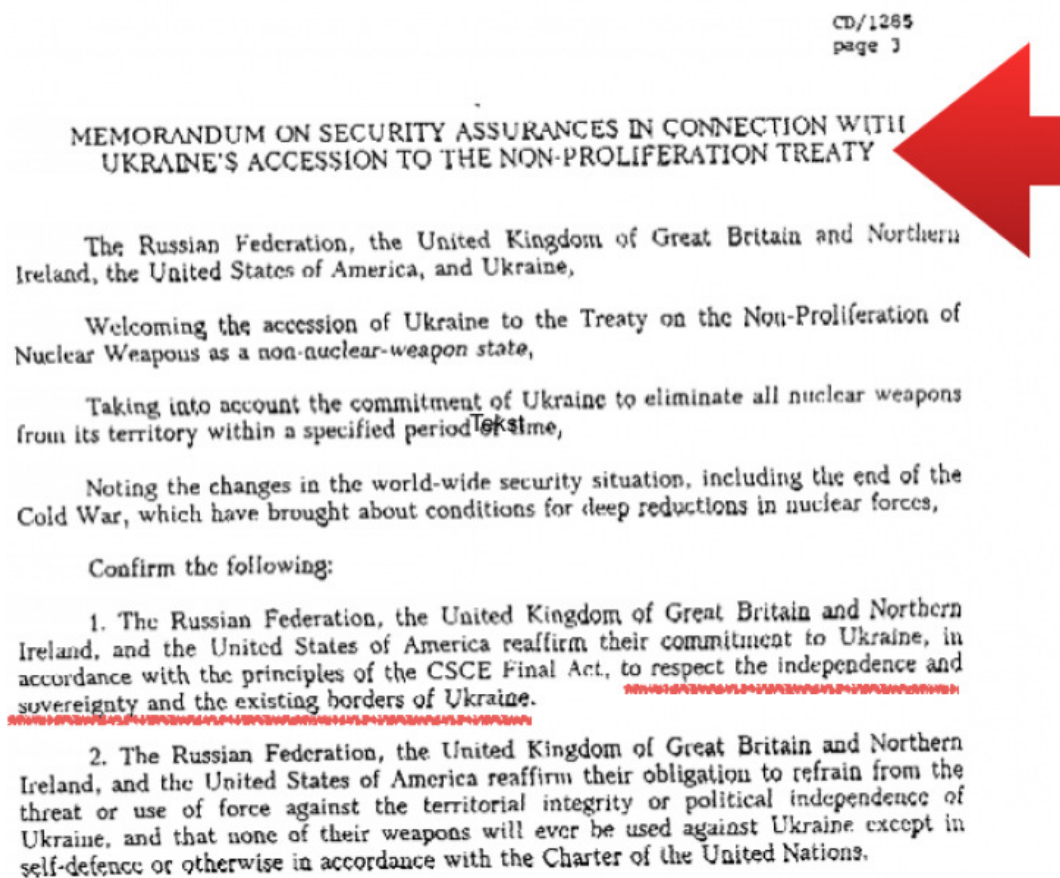 CD/1285
page 3
MEMORANDUM ON SECURITY ASSURANCES IN CONNECTION WITH
UKRAINE'S ACCESSION TO THE NON-PROLIFERATION TREATY
The Russian Federation, the United Kingdom of Great Britain and Northern
Ireland, the United States of America, and Ukraine,
Welcoming the accession of Ukraine to the Treaty on the Non-Proliferation of
Nuclear Weapons as a non-nuclear-weapon state,
Taking into account the commitment of Ukraine to eliminate all nuclear weapons
from its territory within a specified period of time,
Tekst
Noting the changes in the world-wide security situation, including the end of the
Cold War, which have brought about conditions for deep reductions in nuclear forces,
Confirm the following:
1. The Russian Federation, the United Kingdom of Great Britain and Northern
Ireland, and the United States of America reaffirm their commitment to Ukraine, in
accordance with the principles of the CSCE Final Act, to respect the independence and
sovereignty and the existing borders of Ukraine.
2. The Russian Federation, the United Kingdom of Great Britain and Northern
Ireland, and the United States of America reaffirm their obligation to refrain from the
threat or use of force against the territorial integrity or political independence of
Ukraine, and that none of their weapons will ever be used against Ukraine except in
self-defence or otherwise in accordance with the Charter of the United Nations.